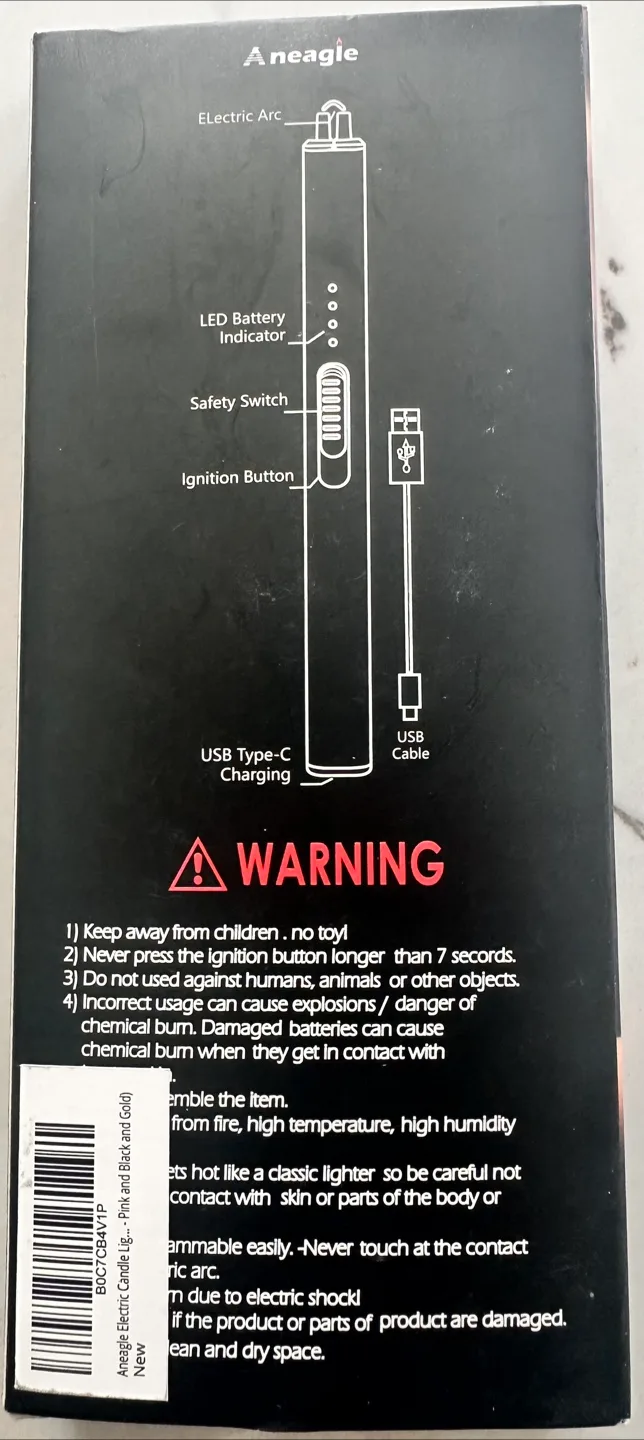 Aneagle
ELectric Arc
LED Battery
Indicator
Safety Switch
Ignition Button
USB Type-C
Charging
USB
Cable
WARNING
1) Keep away from children . no toy!
2) Never press the ignition button longer than 7 seconds.
3) Do not used against humans, animals or other objects.
4) Incorrect usage can cause explosions / danger of
chemical burn. Damaged batteries can cause
chemical burn when they get in contact with
emble the item.
from fire, high temperature, high humidity
ets hot like a classic lighter so be careful not
contact with skin or parts of the body or
ammable easily. -Never touch at the contact
ric arc.
rn due to electric shock!
if the product or parts of product are damaged.
lean and dry space.
B0C7CB4V1P
Aneagle Electric Candle Lig... - Pink and Black and Gold)
New